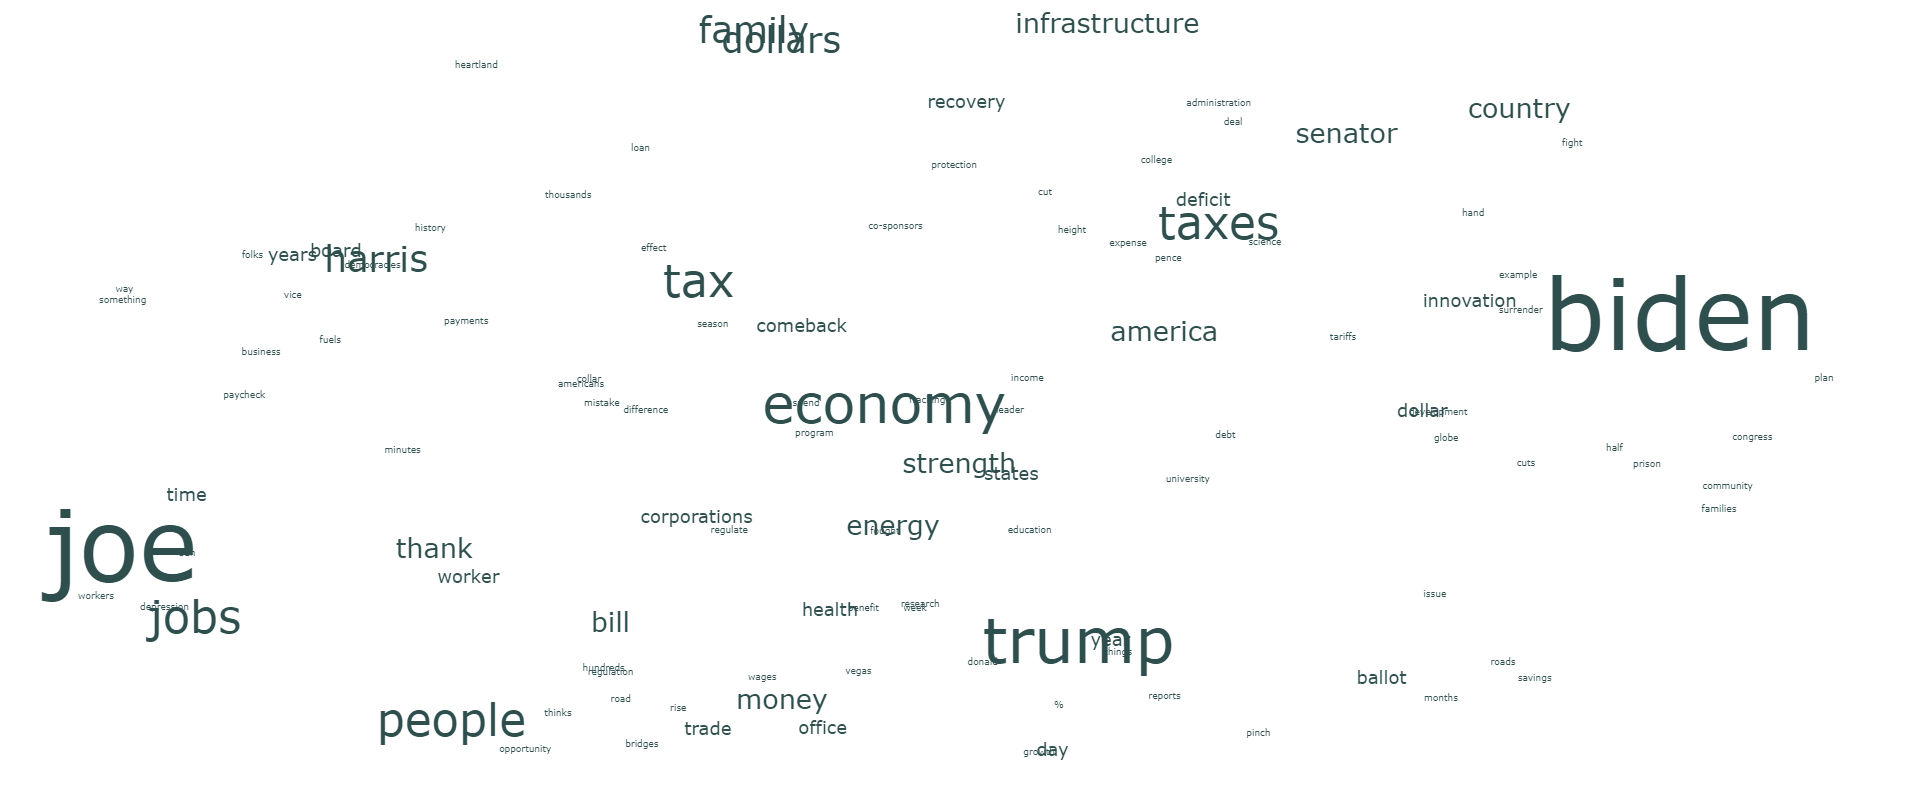 family
dollars
infrastructure
heartland
recovery
administration
country
deal
senator
fight
loan
college
protection
cut
thousands
deficit
hand
taxes
history
co-sponsors
height
expense
science
effect
board
folks
years
harris
democracies
pence
tax
example
way
something
vice
innovation
surrender
biden
payments
season
comeback
america
tariffs
fuels
business
collar
americans
income
plan
paycheck
mistake
difference
spend
economy
leader
dollar
development
program
debt
globe
congress
minutes
half
strength
states
cuts
prison
university
community
time
families
corporations
regulate
energy
education
joe
thank
worker
workers
depression
jobs
issue
health
benefit
week
research
bill
trump
year
things
donald
hundreds
regulation
wages
vegas
roads
ballot
savings
road
rise
money
%
reports
months
people
thinks
trade
office
pinch
opportunity
bridges
growth
day